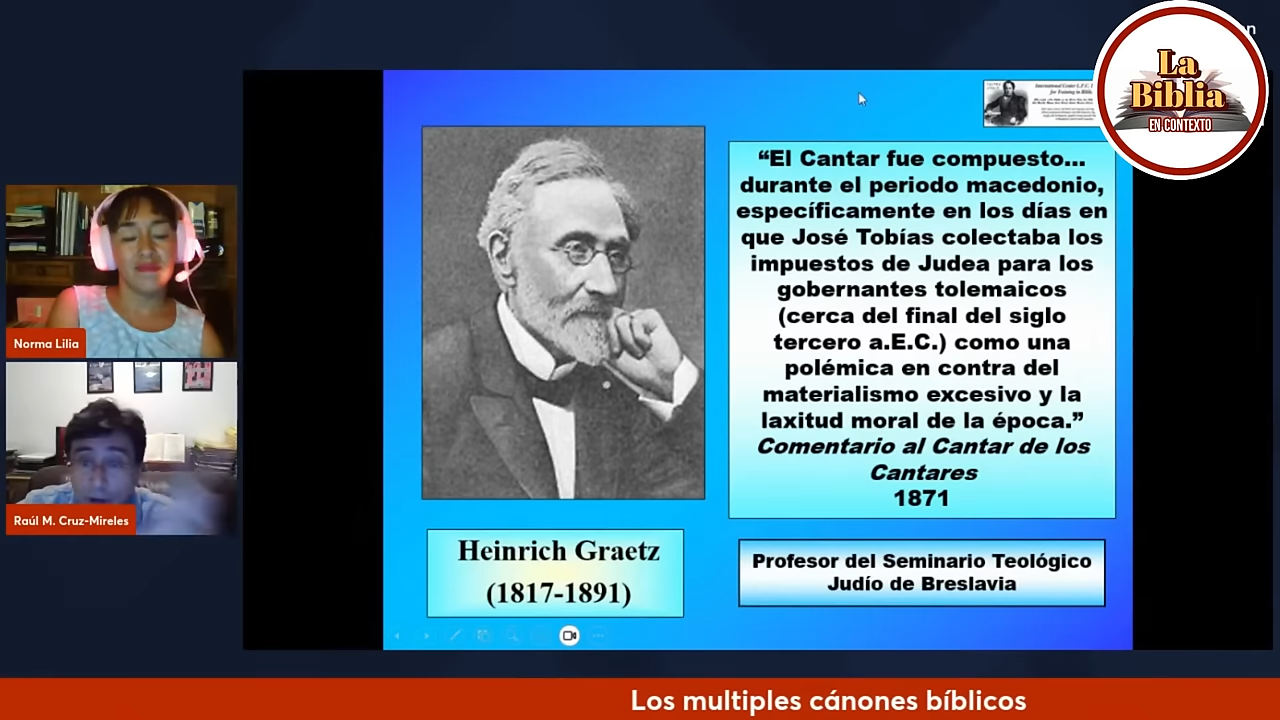 La
Biblia
EN CONTEXTO
“El Cantar fue compuesto...
durante el periodo macedonio,
específicamente en los días en
que José Tobías colectaba los
impuestos de Judea para los
gobernantes tolemaicos
(cerca del final del siglo
tercero a.E.C.) como una
polémica en contra del
materialismo excesivo y la
laxitud moral de la época.”
Comentario al Cantar de los
Cantares
1871
Heinrich Graetz
(1817-1891)
Profesor del Seminario Teológico
Judío de Breslavia
Norma Lilia
Raúl M. Cruz-Mireles
Los multiples cánones bíblicos